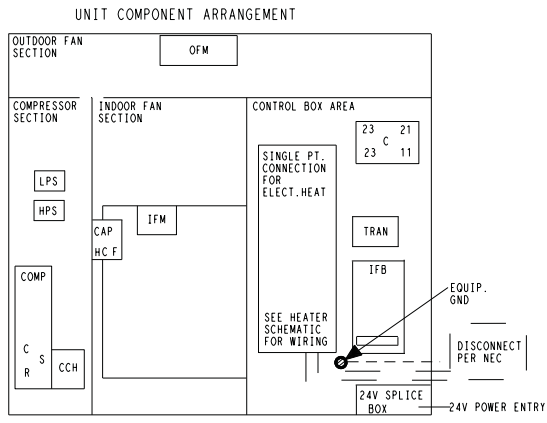 UNIT COMPONENT ARRANGEMENT
OUTDOOR FAN
SECTION
OFM
COMPRESSOR
SECTION
INDOOR FAN
SECTION
CONTROL BOX AREA
23 21
C
23 11
SINGLE PT.
CONNECTION
FOR
ELECT.HEAT
LPS
HPS
IFM
CAP
HC F
TRAN
COMP
IFB
EQUIP.
GND
SEE HEATER
SCHEMATIC
FOR WIRING
C
S
R
CCH
DISCONNECT
PER NEC
24V SPLICE
BOX
24V POWER ENTRY